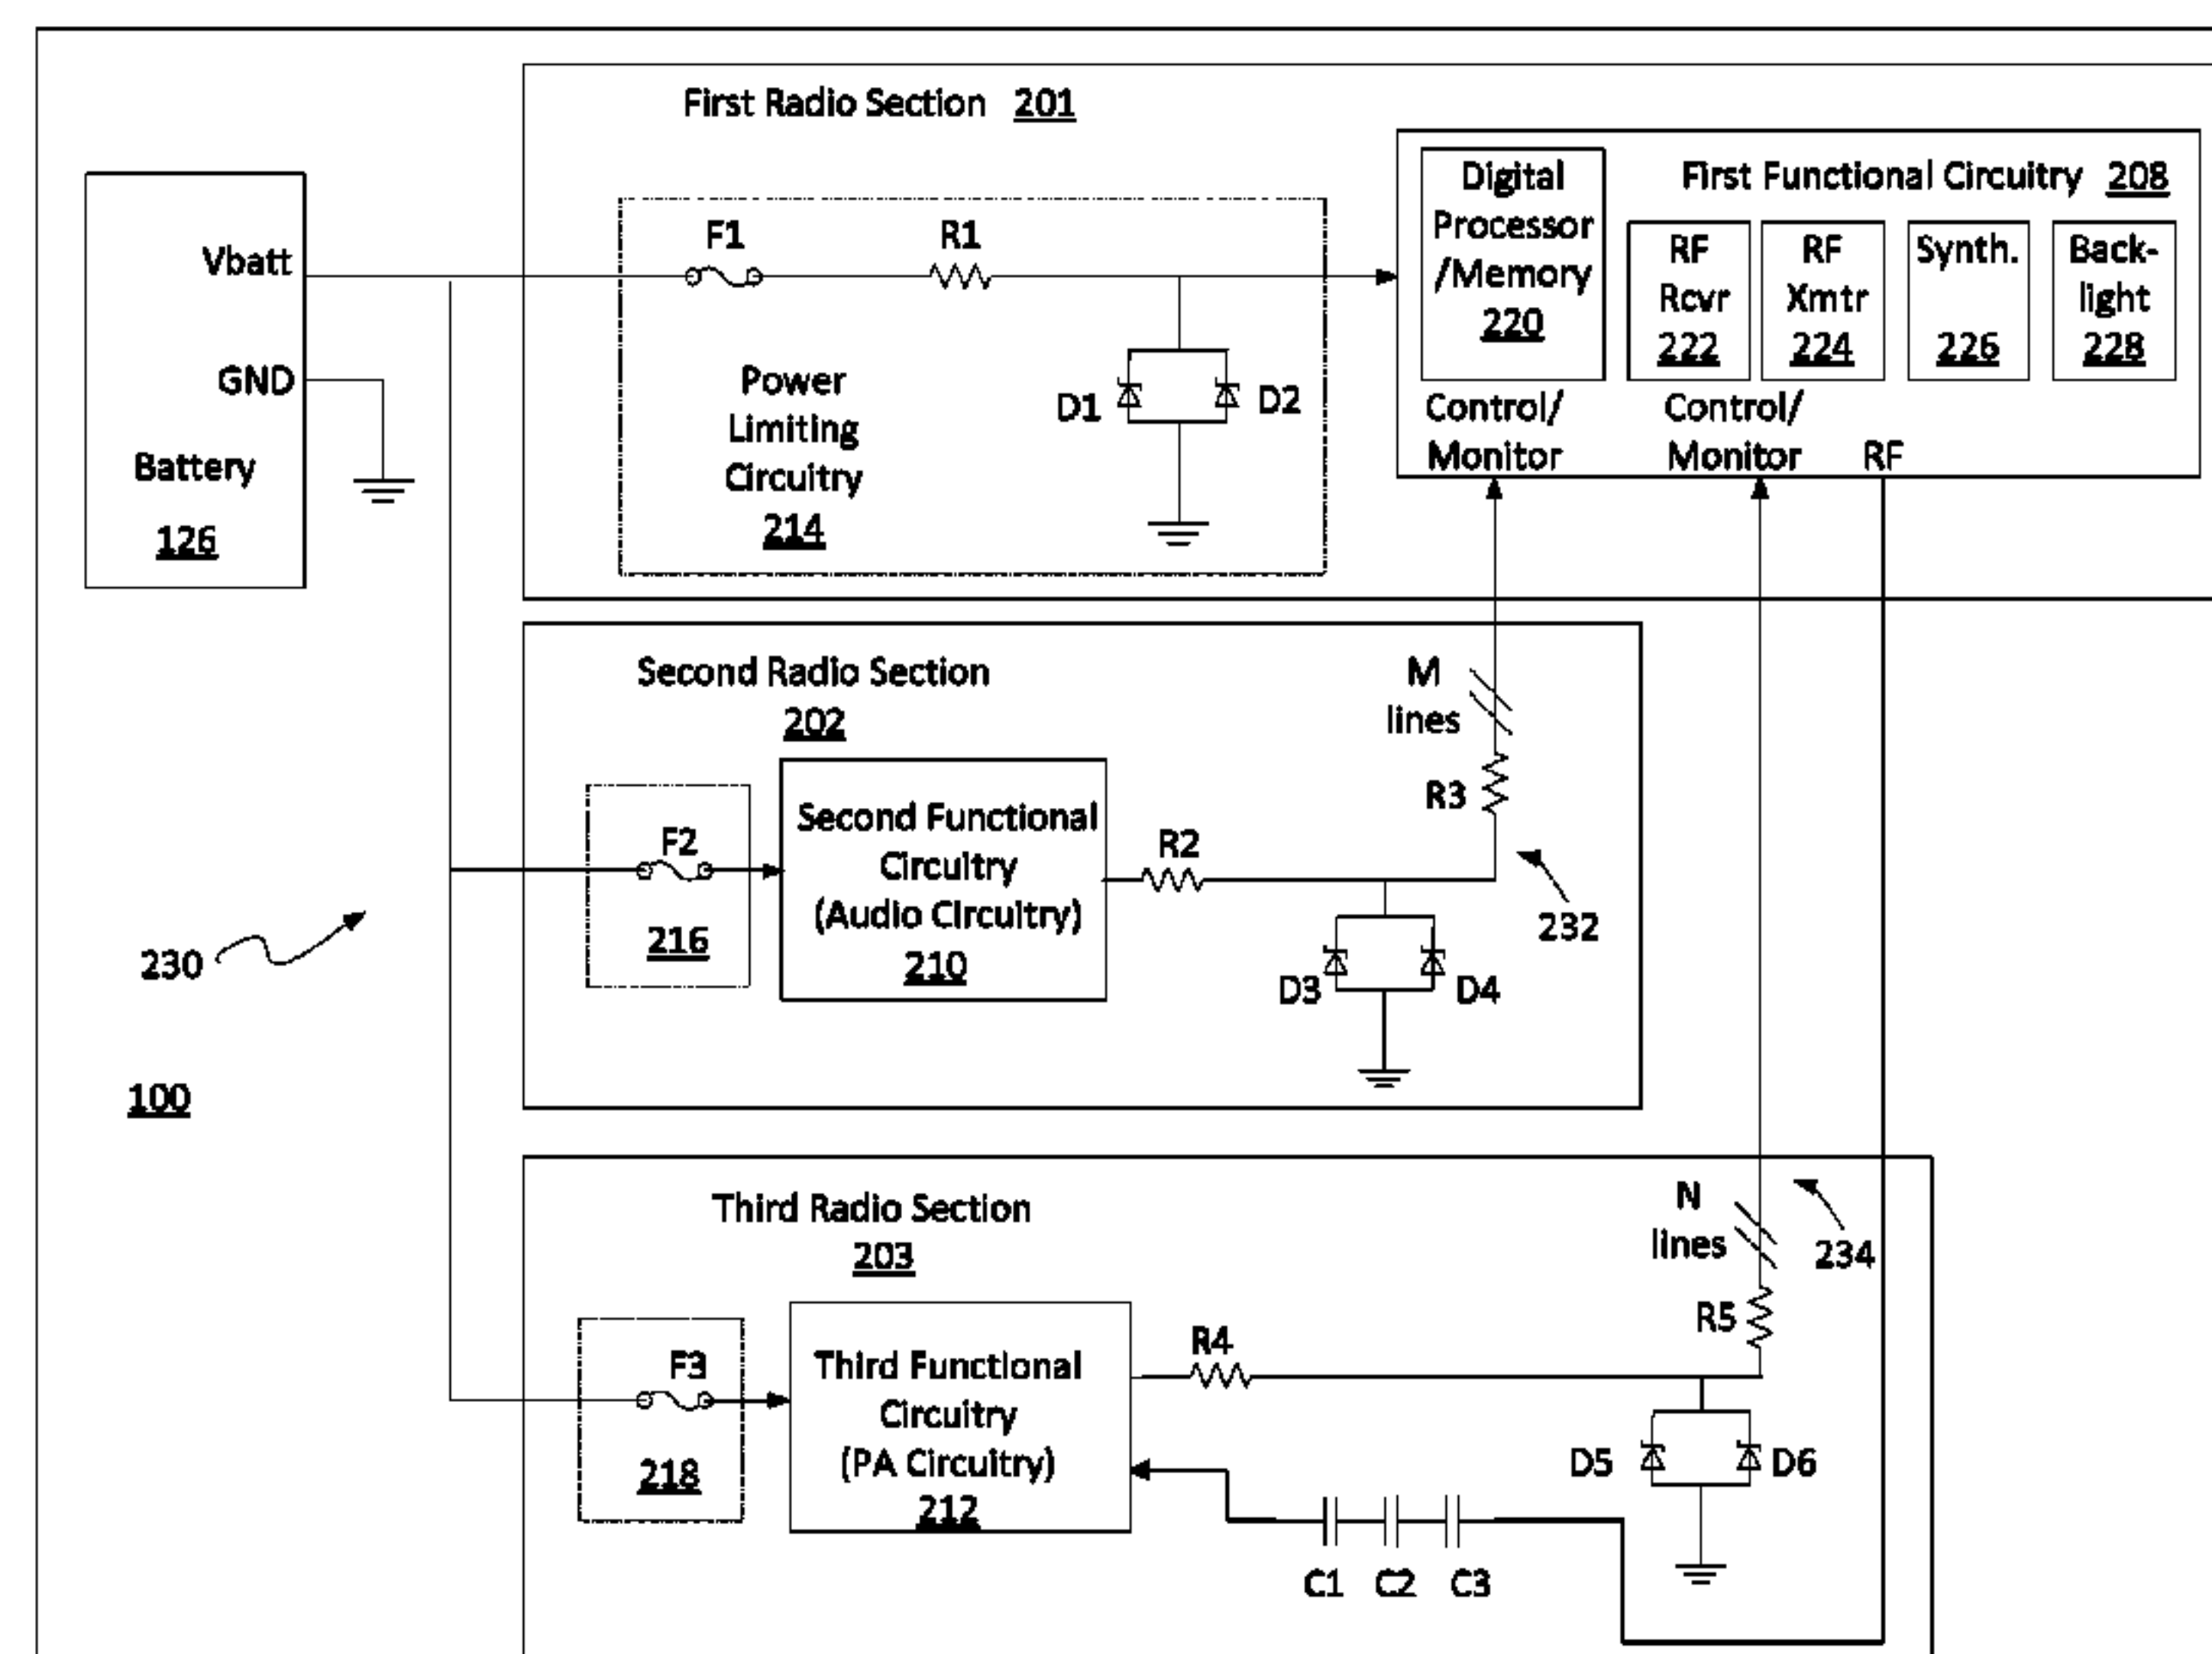 First Radio Section 201
Vbatt
GND
Battery
126
F1
R1
Power
Limiting
Circuitry
214
D1
D2
First Functional Circuitry 208
Digital
Processor
/Memory
220
RF
Rcvr
222
RF
Xmtr
224
Synth.
226
Back-
light
228
Control/
Monitor
Control/
Monitor
RF
Second Radio Section
202
M
lines
R3
F2
216
Second Functional
Circuitry
(Audio Circuitry)
210
R2
232
D3
D4
230
100
Third Radio Section
203
N
lines
234
R5
F3
218
Third Functional
Circuitry
(PA Circuitry)
212
R4
D5
D6
C1
C2
C3